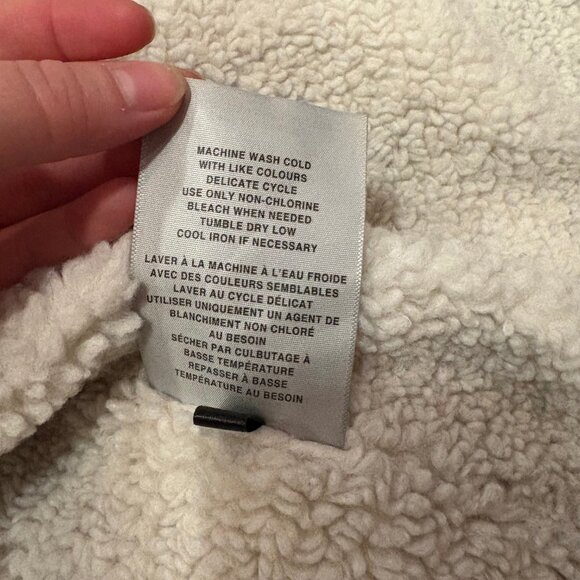 MACHINE WASH COLD
WITH LIKE COLOURS
DELICATE CYCLE
USE ONLY NON-CHLORINE
BLEACH WHEN NEEDED
TUMBLE DRY LOW
COOL IRON IF NECESSARY
LAVER À LA MACHINE À L'EAU FROIDE
AVEC DES COULEURS SEMBLABLES
LAVER AU CYCLE DÉLICAT
UTILISER UNIQUEMENT UN AGENT DE
BLANCHIMENT NON CHLORÉ
AU BESOIN
SÉCHER PAR CULBUTAGE À
BASSE TEMPÉRATURE
REPASSER À BASSE
TEMPÉRATURE AU BESOIN